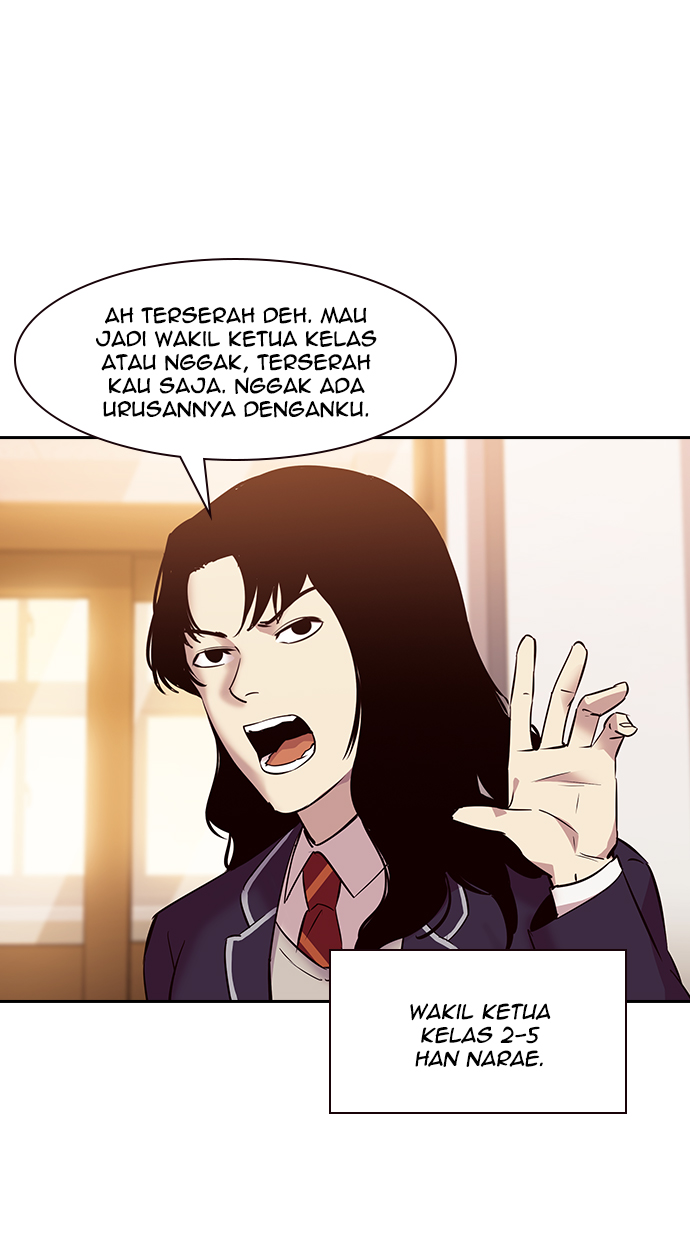 AH TERSERAH DEH. MAU
JADI WAKIL KETUA KELAS
ATAU NGGAK, TERSERAH
KAU SAJA. NGGAK ADA
URUSANNYA DENGANKU.
WAKIL KETUA
KELAS 2-5
HAN NARAE.